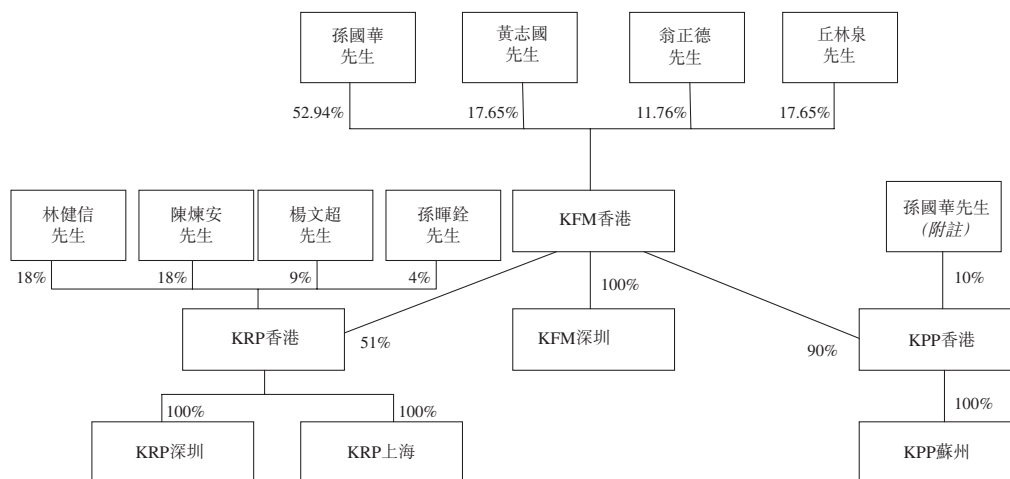 孫國華
先生
黃志國
先生
翁正德
先生
丘林泉
先生
52.94%
17.65%
11.76%
17.65%
林健信
先生
陳煉安
先生
楊文超
先生
孫暉銓
先生
KFM香港
孫國華先生
(附註)
18%
18%
9%
4%
100%
10%
KRP香港
51%
KFM深圳
90%
KPP香港
100%
100%
100%
KRP深圳
KRP上海
KPP蘇州